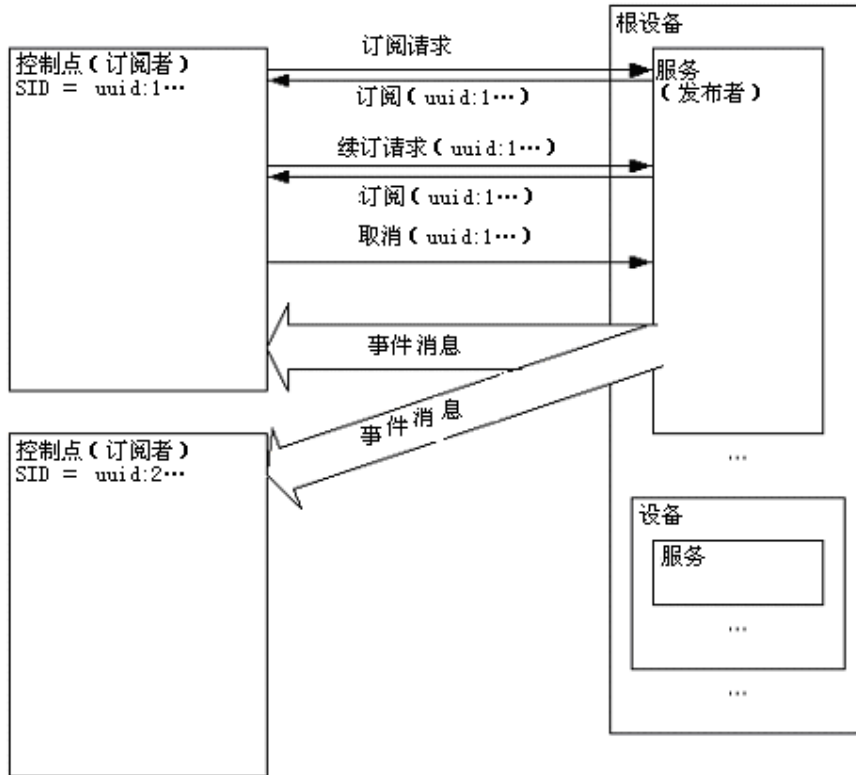 根设备
控制点(订阅者)
SID = uuid:1…
订阅请求
服务
(发布者)
订阅(uuid:1…)
续订请求(uuid:1…)
订阅(uuid:1…)
取消(uuid:1…)
事件消息
事件消息
控制点(订阅者)
SID = uuid:2…
…
设备
服务
…
…